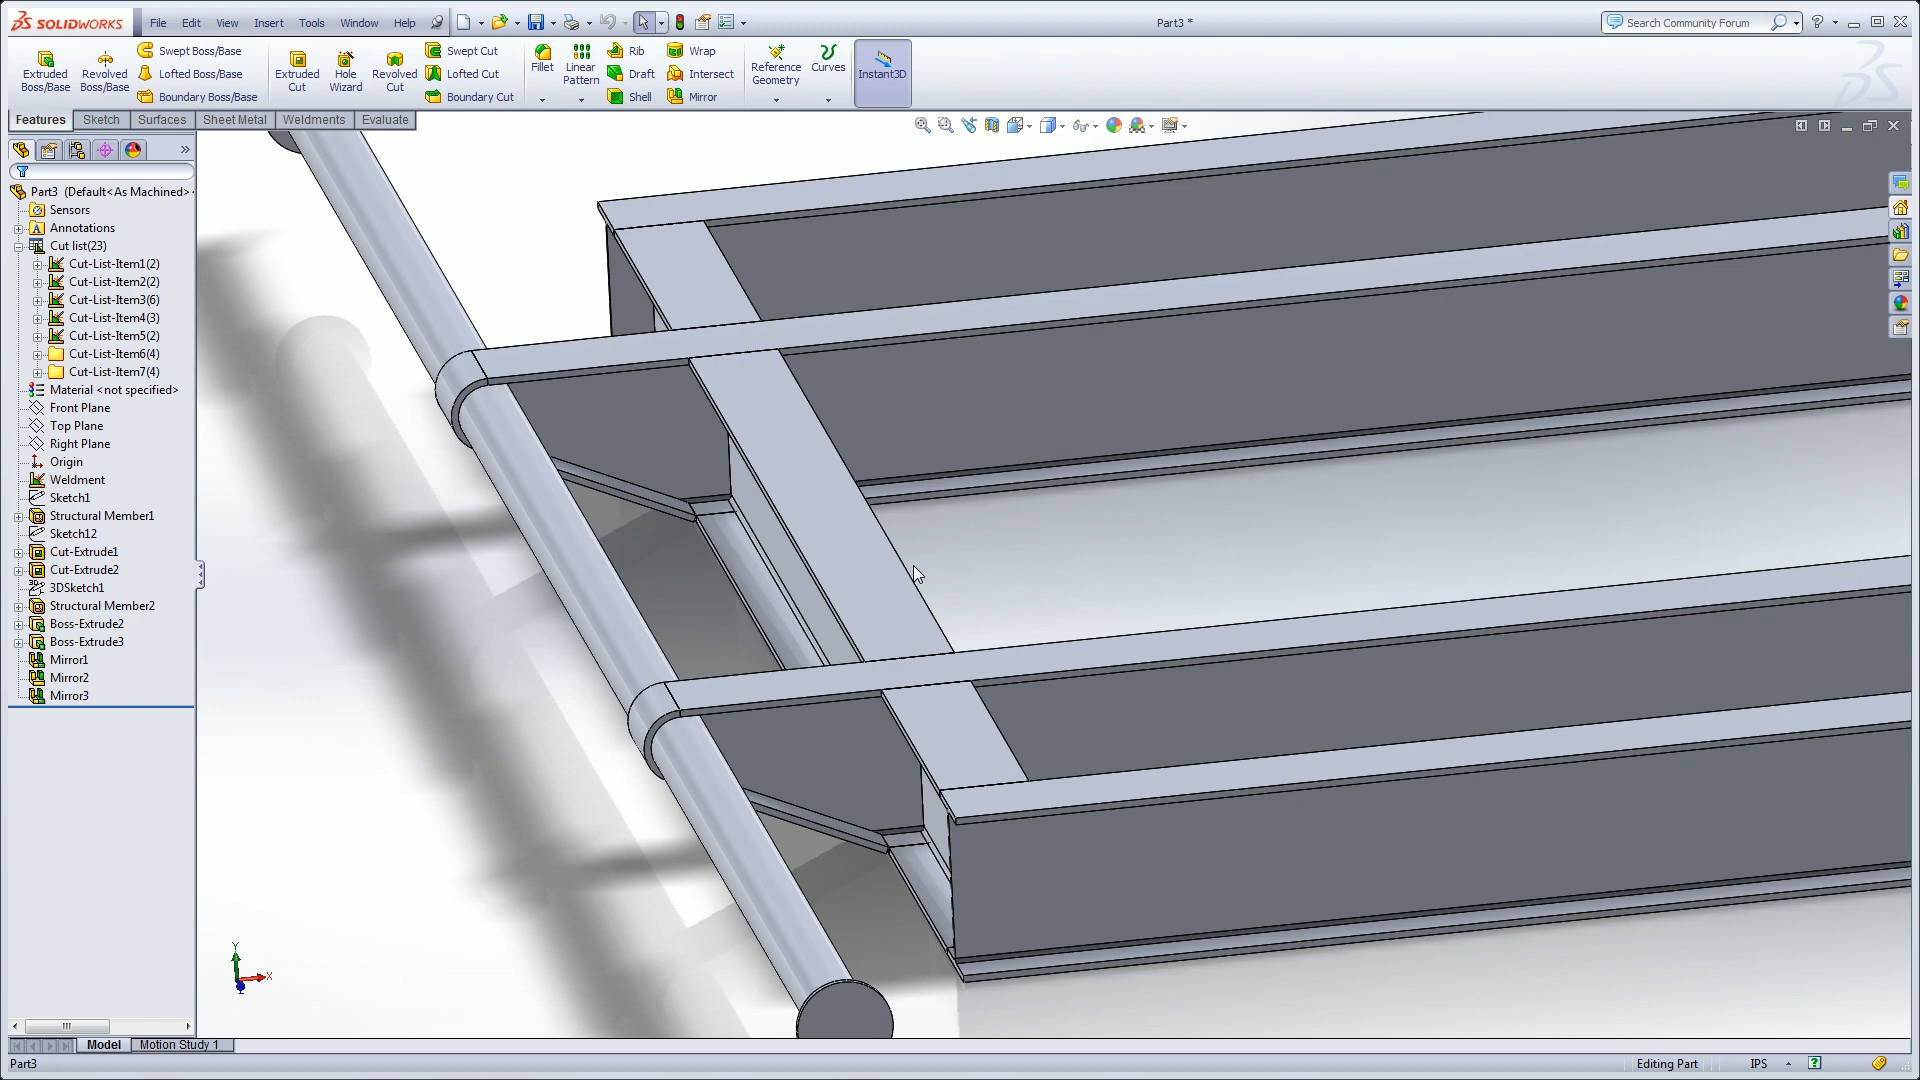 SOLIDWORKS File Edit View Insert Tools Window Help Part3 * Search Community Forum ?
Extruded Boss/Base
Revolved Boss/Base
Swept Boss/Base
Lofted Boss/Base
Boundary Boss/Base
Extruded Cut
Hole Wizard
Revolved Cut
Swept Cut
Lofted Cut
Boundary Cut
Fillet
Linear Pattern
Rib
Draft
Shell
Wrap
Intersect
Mirror
Reference Geometry
Curves
Instant3D
Features Sketch Surfaces Sheet Metal Weldments Evaluate
Part3 (Default<As Machined>
Sensors
Annotations
Cut list(23)
Cut-List-Item1(2)
Cut-List-Item2(2)
Cut-List-Item3(6)
Cut-List-Item4(3)
Cut-List-Item5(2)
Cut-List-Item6(4)
Cut-List-Item7(4)
Material <not specified>
Front Plane
Top Plane
Right Plane
Origin
Weldment
Sketch1
Structural Member1
Sketch12
Cut-Extrude1
Cut-Extrude2
3DSketch1
Structural Member2
Boss-Extrude2
Boss-Extrude3
Mirror1
Mirror2
Mirror3
Y
X
Z
Model Motion Study 1
Part3 Editing Part IPS ?